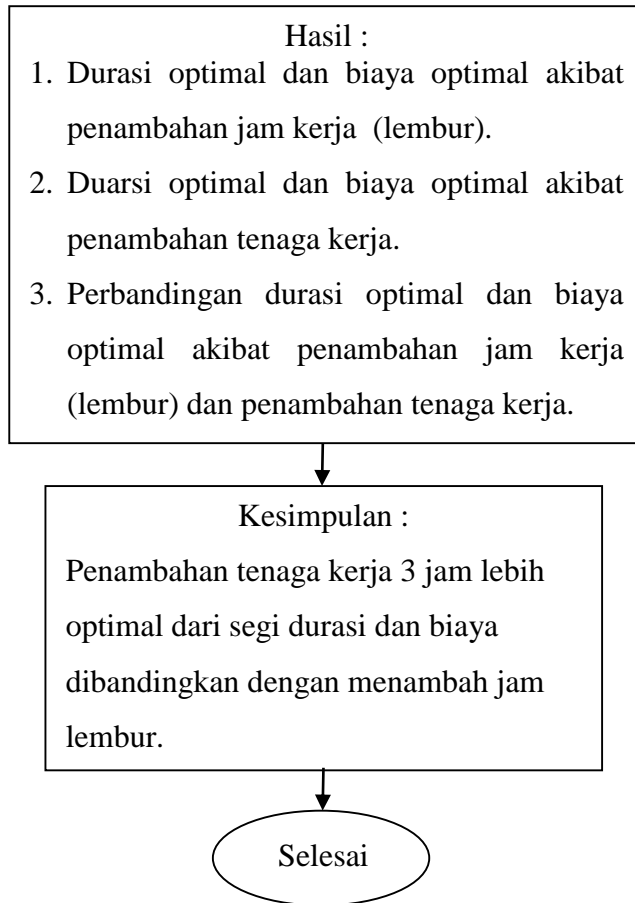 Hasil :
1. Durasi optimal dan biaya optimal akibat
penambahan jam kerja (lembur).
2. Duarsi optimal dan biaya optimal akibat
penambahan tenaga kerja.
3. Perbandingan durasi optimal dan biaya
optimal akibat penambahan jam kerja
(lembur) dan penambahan tenaga kerja.
Kesimpulan :
Penambahan tenaga kerja 3 jam lebih
optimal dari segi durasi dan biaya
dibandingkan dengan menambah jam
lembur.
Selesai